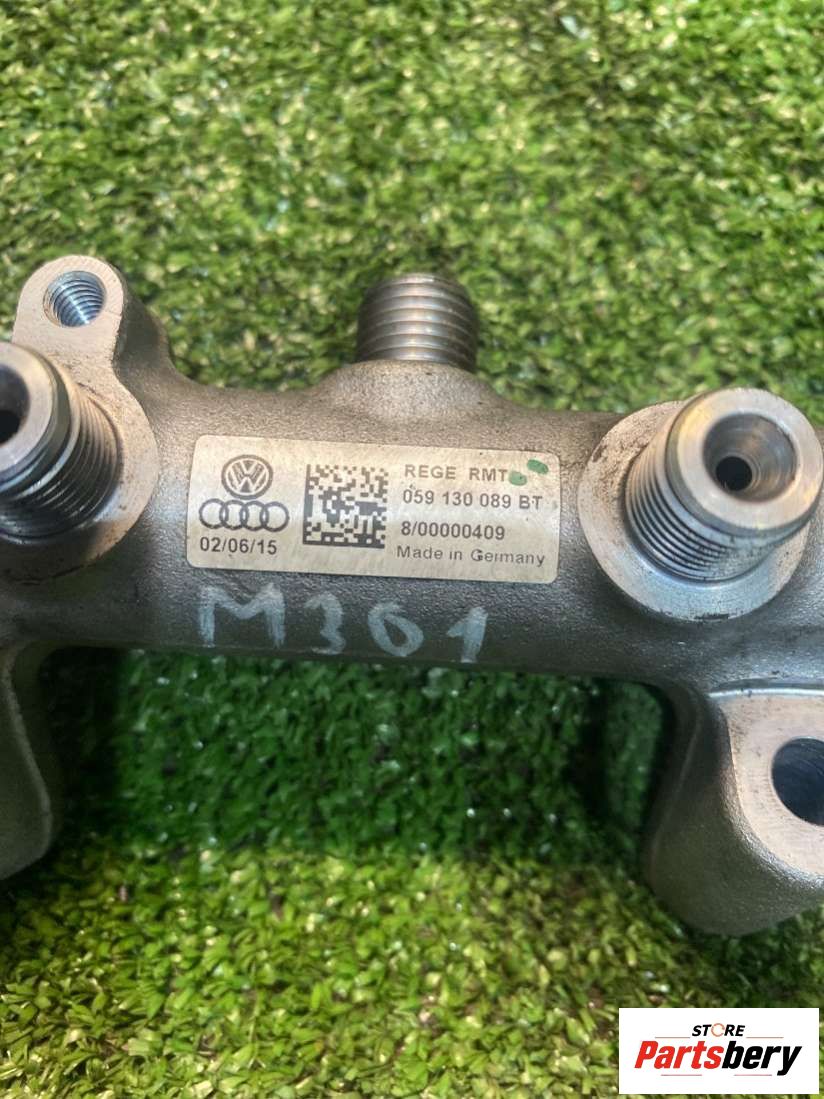 REGE RMT
059 130 089 BT
8/00000409
02/06/15
Made in Germany
M361
STORE
Partsbery